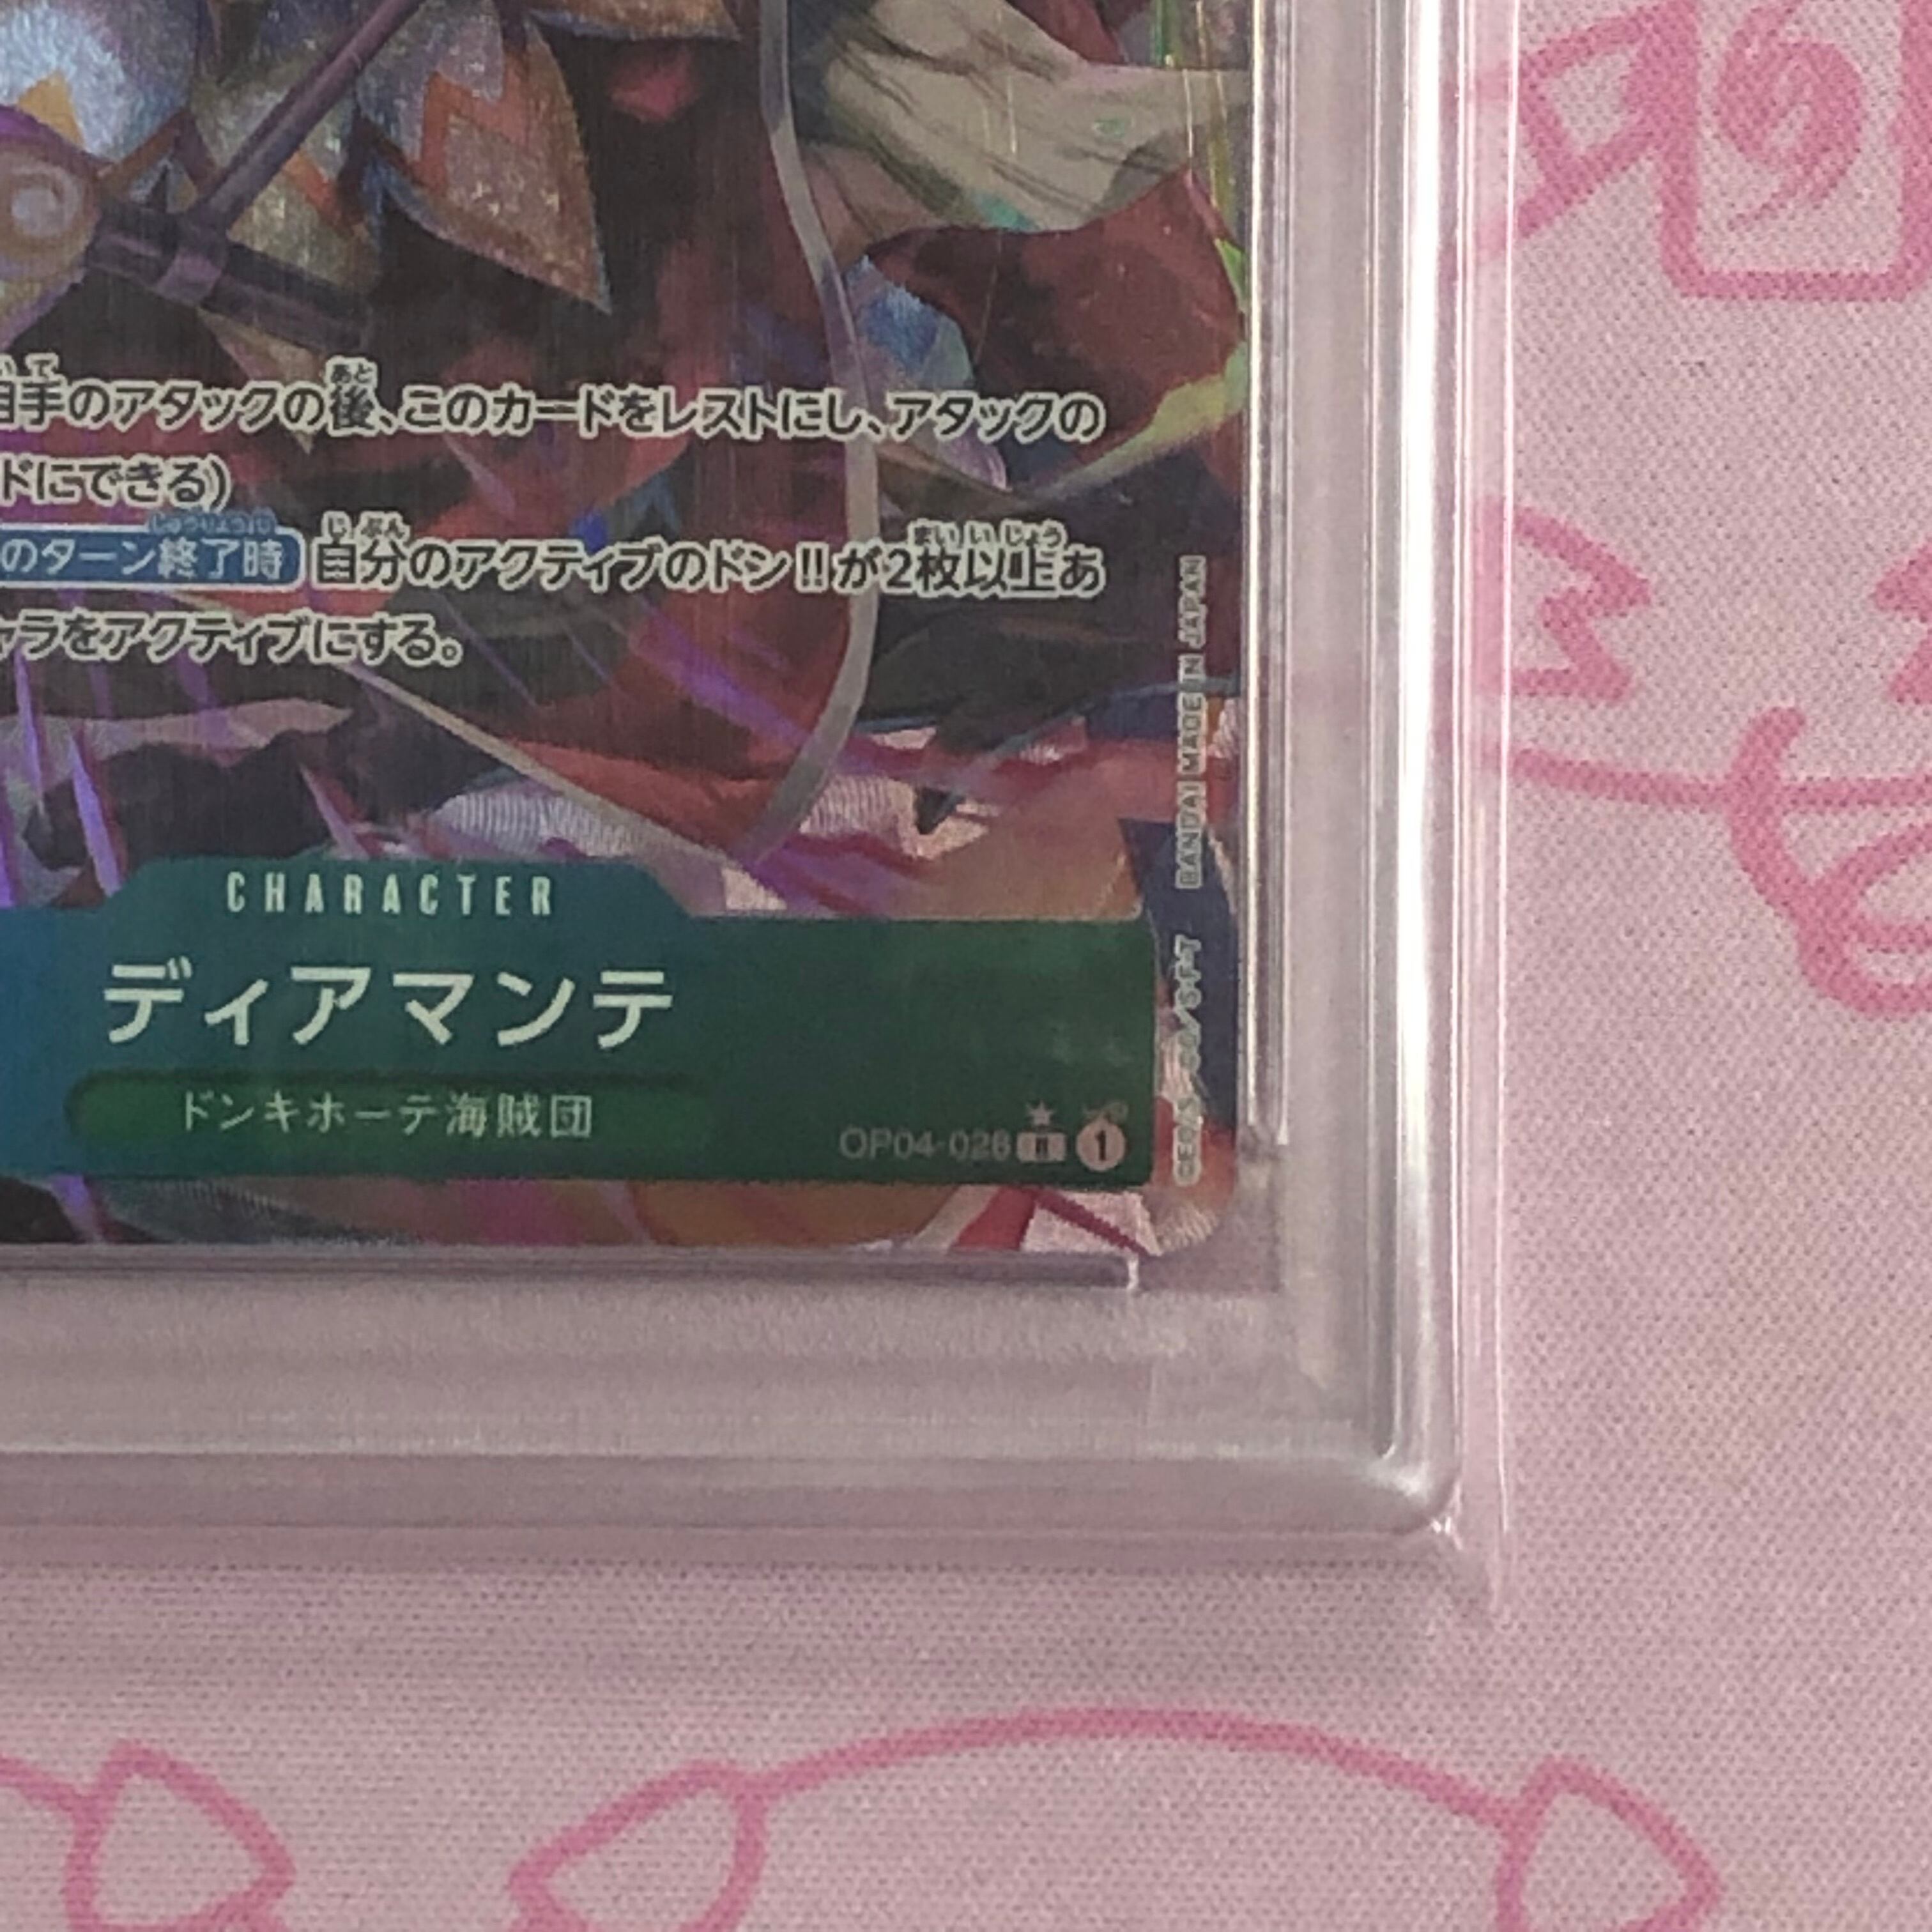 相手のアタックの後、このカードをレストにし、アタックの
ドにできる)
のターン終了時 自分のアクティブのドン!!が2枚以上あ
ャラをアクティブにする。
BANDAI MADE IN JAPAN
CHARACTER
ディアマンテ
ドンキホーテ海賊団
OP04-028 R 1